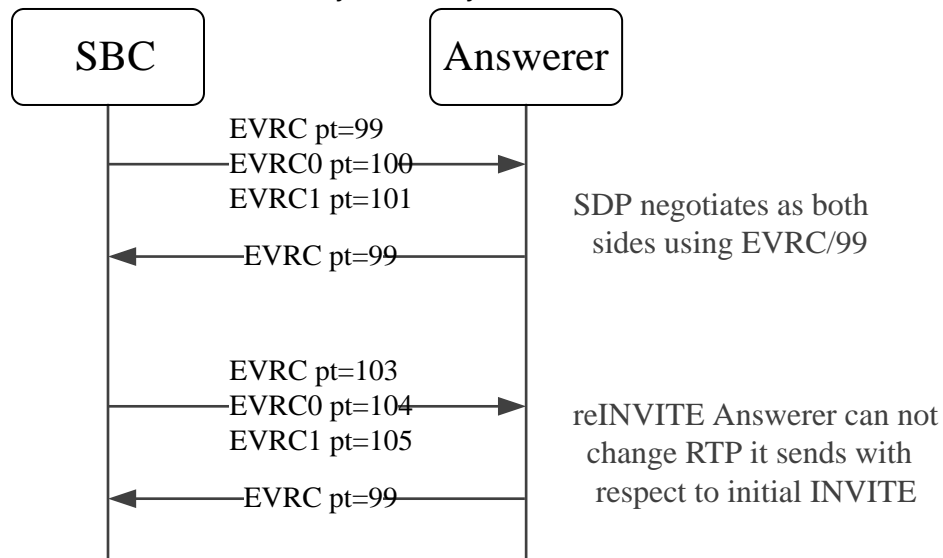 SBC
Answerer
EVRC pt=99
EVRC0 pt=100
EVRC1 pt=101
SDP negotiates as both
sides using EVRC/99
EVRC pt=99
EVRC pt=103
EVRC0 pt=104
EVRC1 pt=105
reINVITE Answerer can not
change RTP it sends with
respect to initial INVITE
EVRC pt=99